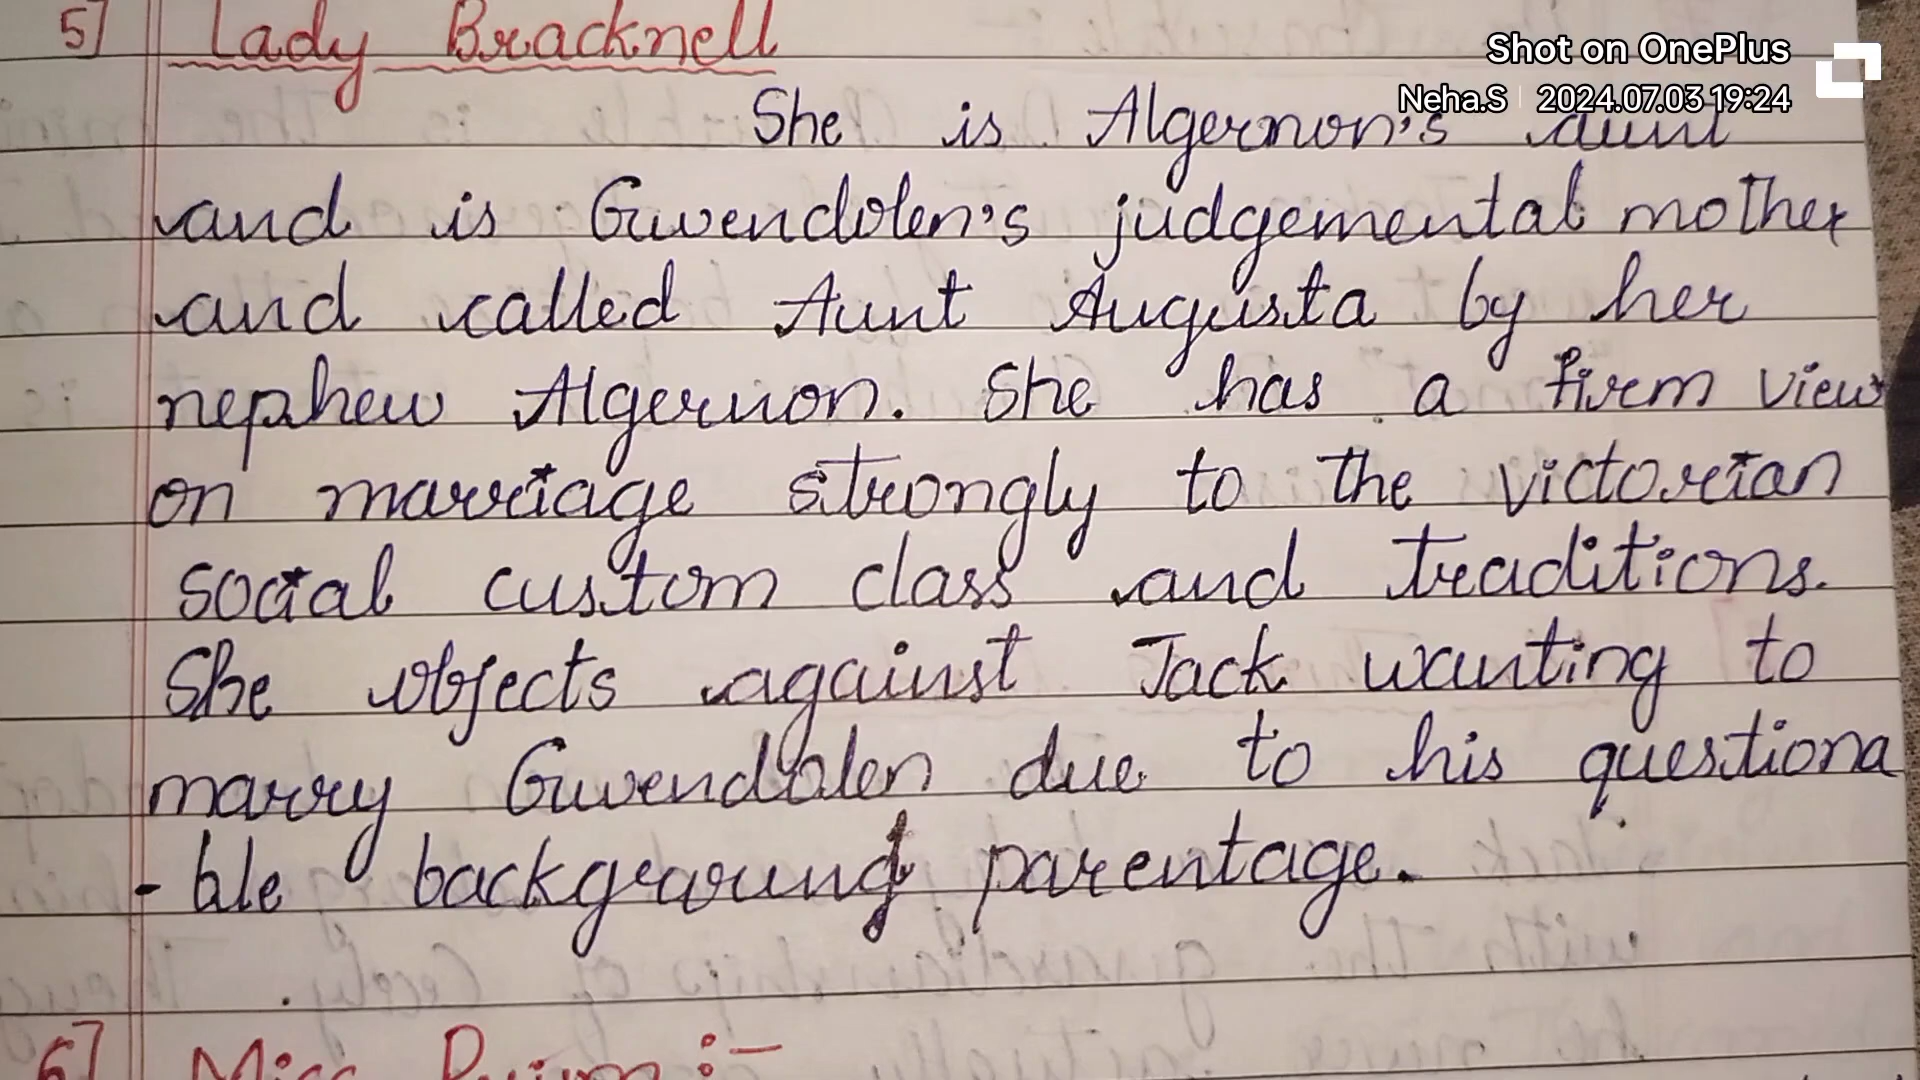 5] Lady Bracknell
Shot on OnePlus
Neha.S | 2024.07.03 19:24
She is Algernon's aunt
and is Gwendolen's judgemental mother
and called Aunt Augusta by her
nephew Algernon. She has a firm view
on marriage strongly to the victorian
social custom class and traditions.
She objects against Jack wanting to
marry Gwendolen due to his questiona
- ble background parentage.
6] Miss Prism :-